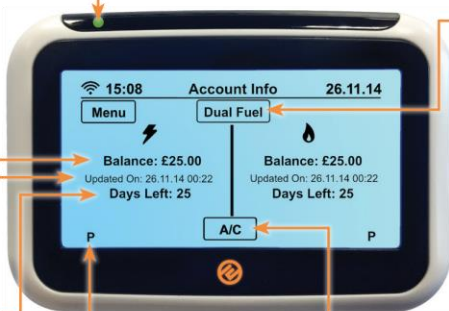 15:08 Account Info 26.11.14
Menu Dual Fuel
Balance: £25.00 Balance: £25.00
Updated On: 26.11.14 00:22 Updated On: 26.11.14 00:22
Days Left: 25 Days Left: 25
P A/C P